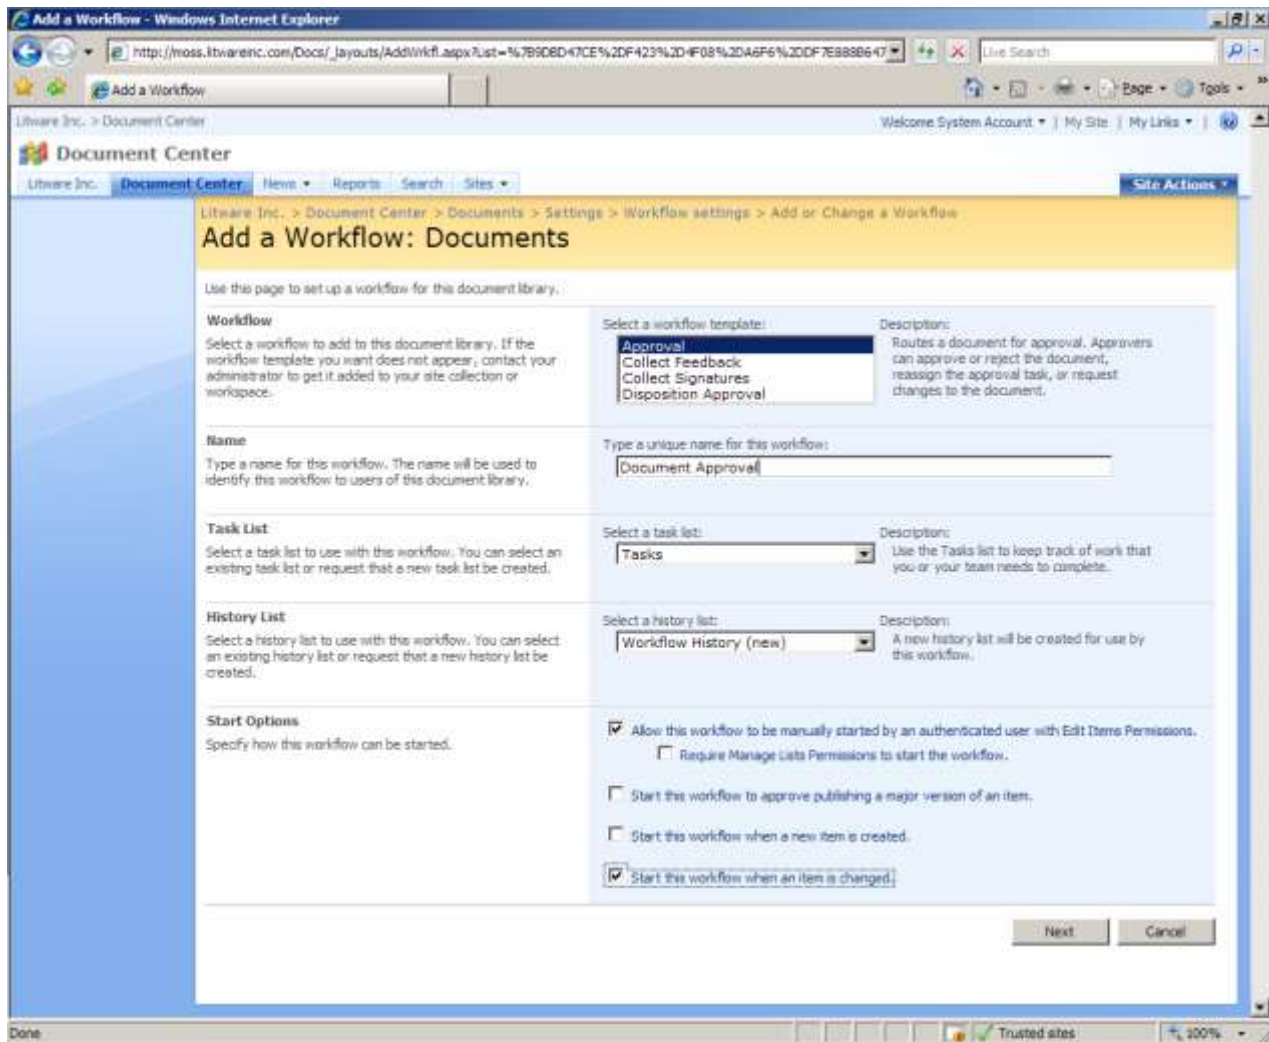 Add a Workflow - Windows Internet Explorer
Live Search
Add a Workflow
Page
Tools
Litware Inc. > Document Center
Welcome System Account | My Site | My Links
Document Center
Litware Inc. Document Center News Reports Search Sites Site Actions
Litware Inc. > Document Center > Documents > Settings > Workflow settings > Add or Change a Workflow
Add a Workflow: Documents
Use this page to set up a workflow for this document library.
Workflow
Select a workflow to add to this document library. If the
workflow template you want does not appear, contact your
administrator to get it added to your site collection or
workspace.
Select a workflow template:
Approval
Collect Feedback
Collect Signatures
Disposition Approval
Description:
Routes a document for approval. Approvers
can approve or reject the document,
reassign the approval task, or request
changes to the document.
Name
Type a name for this workflow. The name will be used to
identify this workflow to users of this document library.
Type a unique name for this workflow:
Document Approval
Task List
Select a task list to use with this workflow. You can select an
existing task list or request that a new task list be created.
Select a task list:
Tasks
Description:
Use the Tasks list to keep track of work that
you or your team needs to complete.
History List
Select a history list to use with this workflow. You can select
an existing history list or request that a new history list be
created.
Select a history list:
Workflow History (new)
Description:
A new history list will be created for use by
this workflow.
Start Options
Specify how this workflow can be started.
Allow this workflow to be manually started by an authenticated user with Edit Items Permissions.
Require Manage Lists Permissions to start the workflow.
Start this workflow to approve publishing a major version of an item.
Start this workflow when a new item is created.
Start this workflow when an item is changed.
Next Cancel
Done Trusted sites 100%